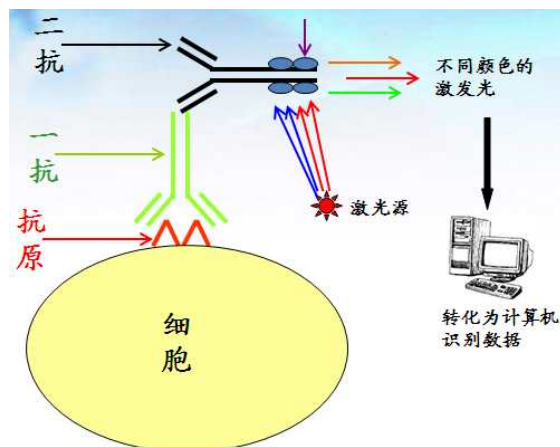 二
抗
不同颜色的
激发光
一
抗
激光源
抗
原
细
胞
转化为计算机
识别数据